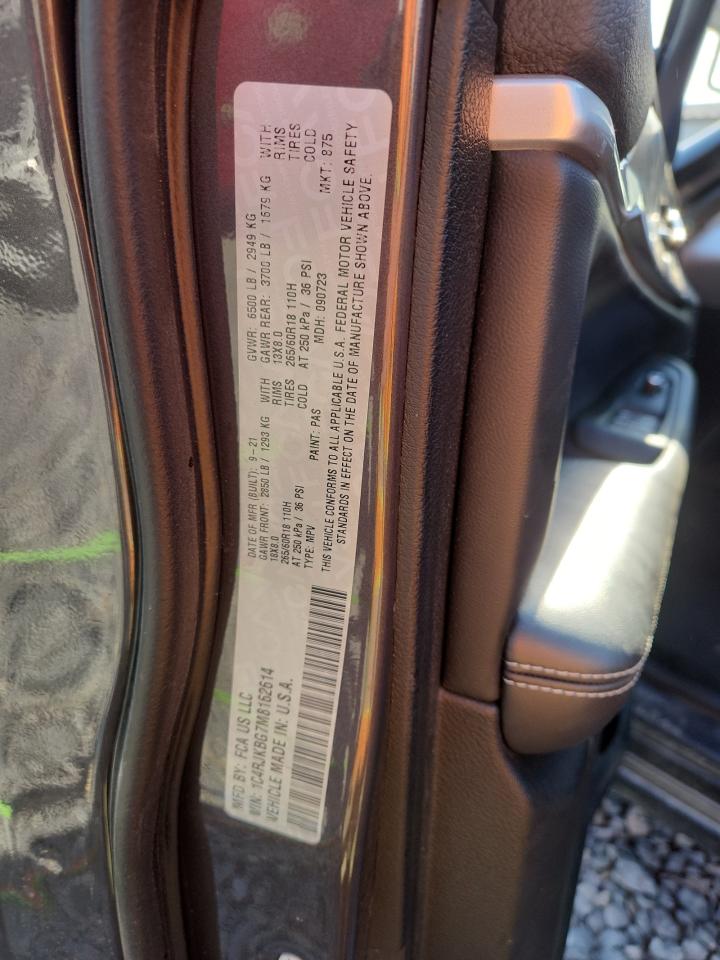 MFD BY: FCA US LLC
VIN: 1C4RJKBG7M8162614
VEHICLE MADE IN: U.S.A.
DATE OF MFR (BUILT): 9-21 GVWR: 6500 LB / 2949 KG
GAWR FRONT: 2850 LB / 1293 KG WITH GAWR REAR: 3700 LB / 1679 KG WITH
18X8.0 RIMS 13X8.0 RIMS
265/60R18 110H TIRES 265/60R18 110H TIRES
AT 250 kPa / 36 PSI COLD AT 250 kPa / 36 PSI COLD
TYPE: MPV PAINT: PAS MDH: 090723 MKT: 875
THIS VEHICLE CONFORMS TO ALL APPLICABLE U.S.A. FEDERAL MOTOR VEHICLE SAFETY
STANDARDS IN EFFECT ON THE DATE OF MANUFACTURE SHOWN ABOVE.